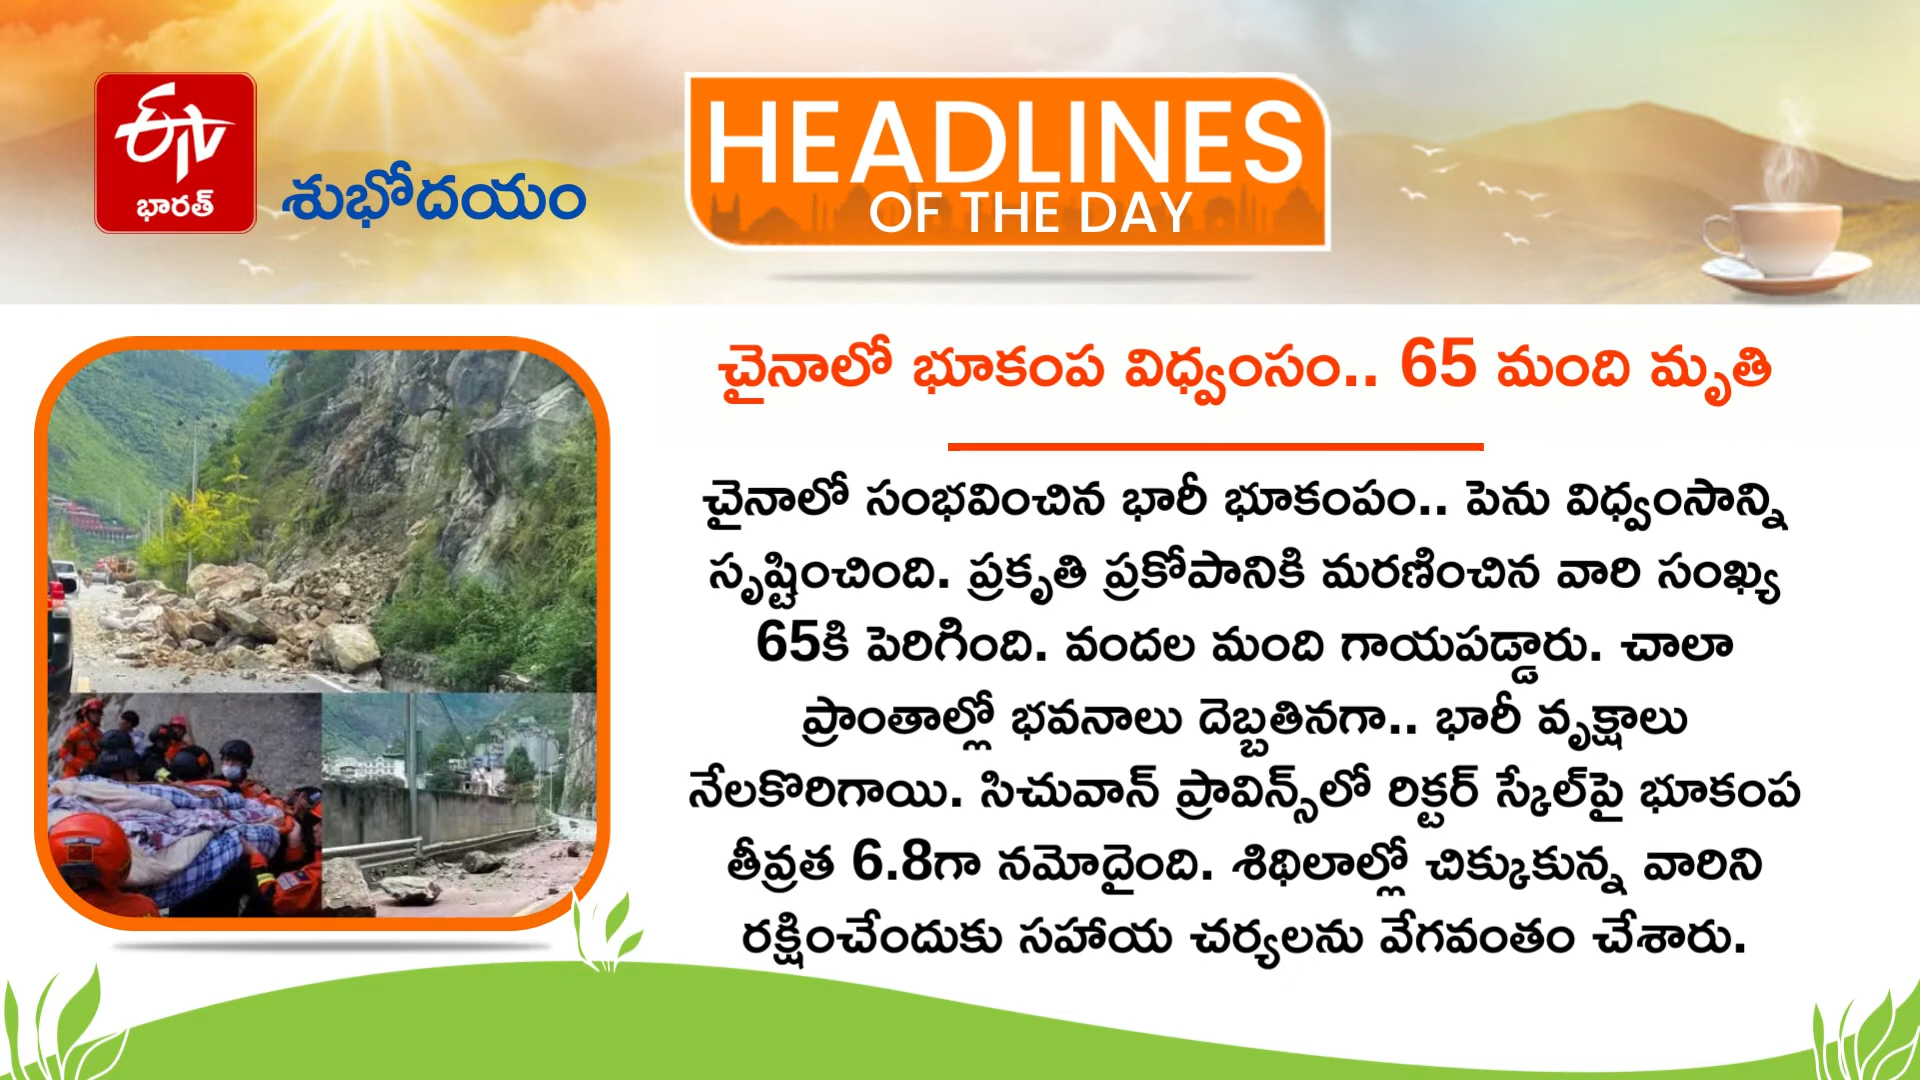 ETV
భారత్
శుభోదయం
HEADLINES
OF THE DAY
చైనాలో భూకంప విధ్వంసం.. 65 మంది మృతి
చైనాలో సంభవించిన భారీ భూకంపం.. పెను విధ్వంసాన్ని
సృష్టించింది. ప్రకృతి ప్రకోపానికి మరణించిన వారి సంఖ్య
65కి పెరిగింది. వందల మంది గాయపడ్డారు. చాలా
ప్రాంతాల్లో భవనాలు దెబ్బతినగా.. భారీ వృక్షాలు
నేలకొరిగాయి. సిచువాన్ ప్రావిన్స్‌లో రిక్టర్ స్కేల్‌పై భూకంప
తీవ్రత 6.8గా నమోదైంది. శిథిలాల్లో చిక్కుకున్న వారిని
రక్షించేందుకు సహాయ చర్యలను వేగవంతం చేశారు.